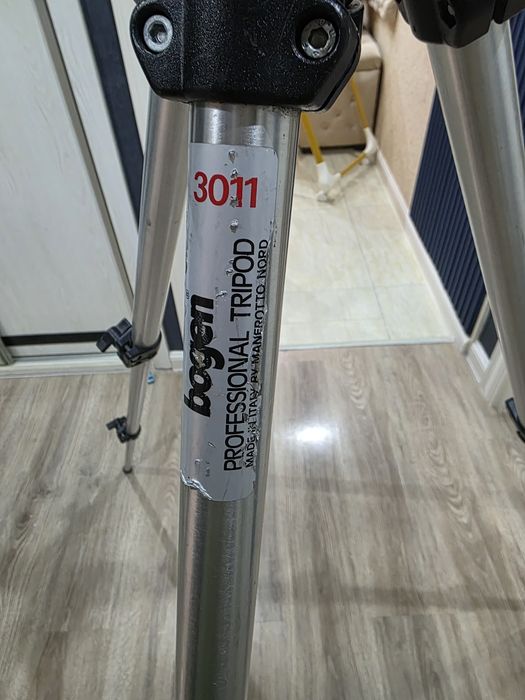 3011
bogen
PROFESSIONAL TRIPOD
MADE IN ITALY BY MANFROTTO NORD